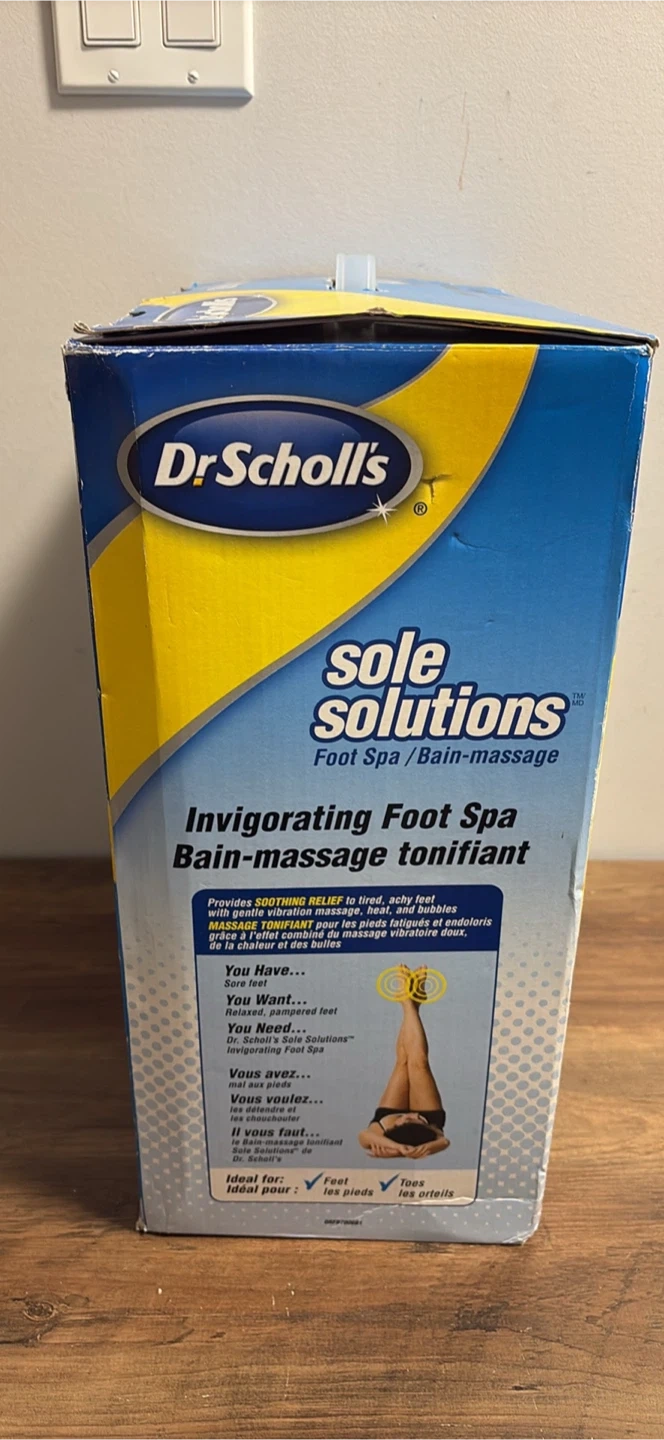 Dr.Scholl's
®
sole
solutions
TM/
MD
Foot Spa / Bain-massage
Invigorating Foot Spa
Bain-massage tonifiant
Provides SOOTHING RELIEF to tired, achy feet
with gentle vibration massage, heat, and bubbles
MASSAGE TONIFIANT pour les pieds fatigués et endoloris
grâce à l'effet combiné du massage vibratoire doux,
de la chaleur et des bulles
You Have...
Sore feet
You Want...
Relaxed, pampered feet
You Need...
Dr. Scholl's Sole Solutions™
Invigorating Foot Spa
Vous avez...
mal aux pieds
Vous voulez...
les détendre et
les chouchouter
Il vous faut...
le Bain-massage tonifiant
Sole Solutions de
Dr. Scholl's
Ideal for: ✓ Feet ✓ Toes
Idéal pour : les pieds les orteils